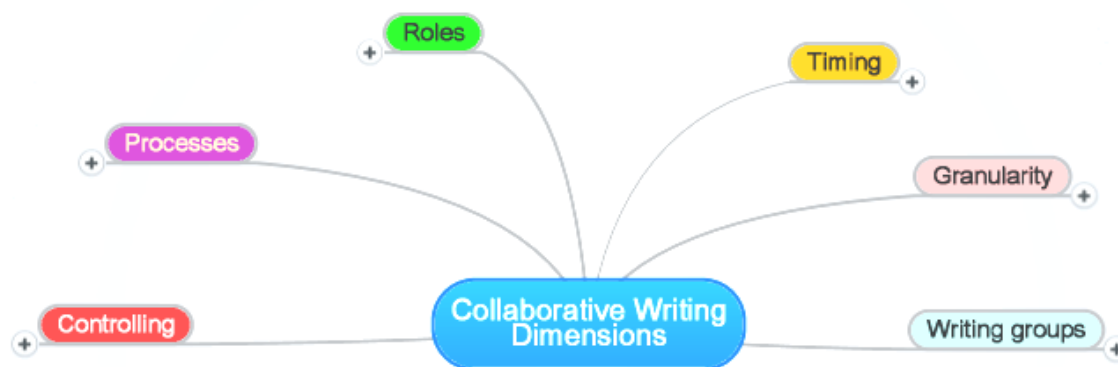 Roles
Timing
Processes
Granularity
Collaborative Writing
Dimensions
Controlling
Writing groups